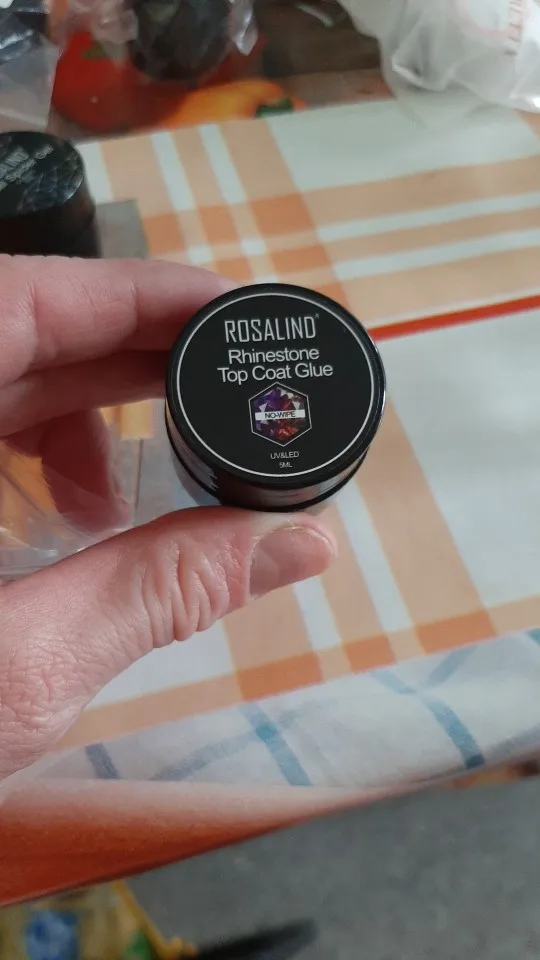 ROSALIND®
Rhinestone
Top Coat Glue
NO-WIPE
UV&LED
5ML